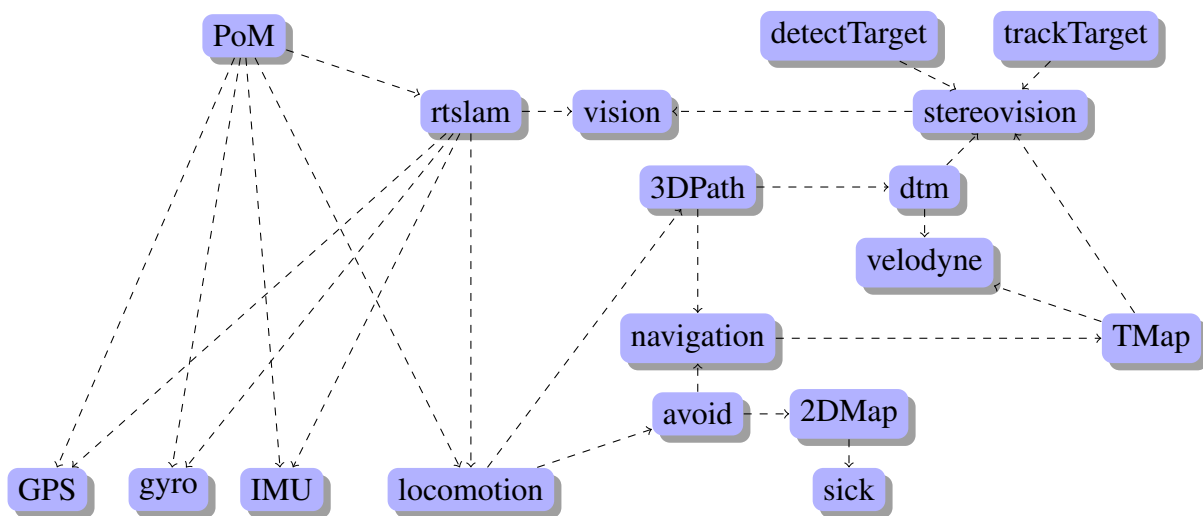 PoM
detectTarget
trackTarget
rtslam
vision
stereovision
3DPath
dtm
velodyne
navigation
TMap
avoid
2DMap
GPS
gyro
IMU
locomotion
sick